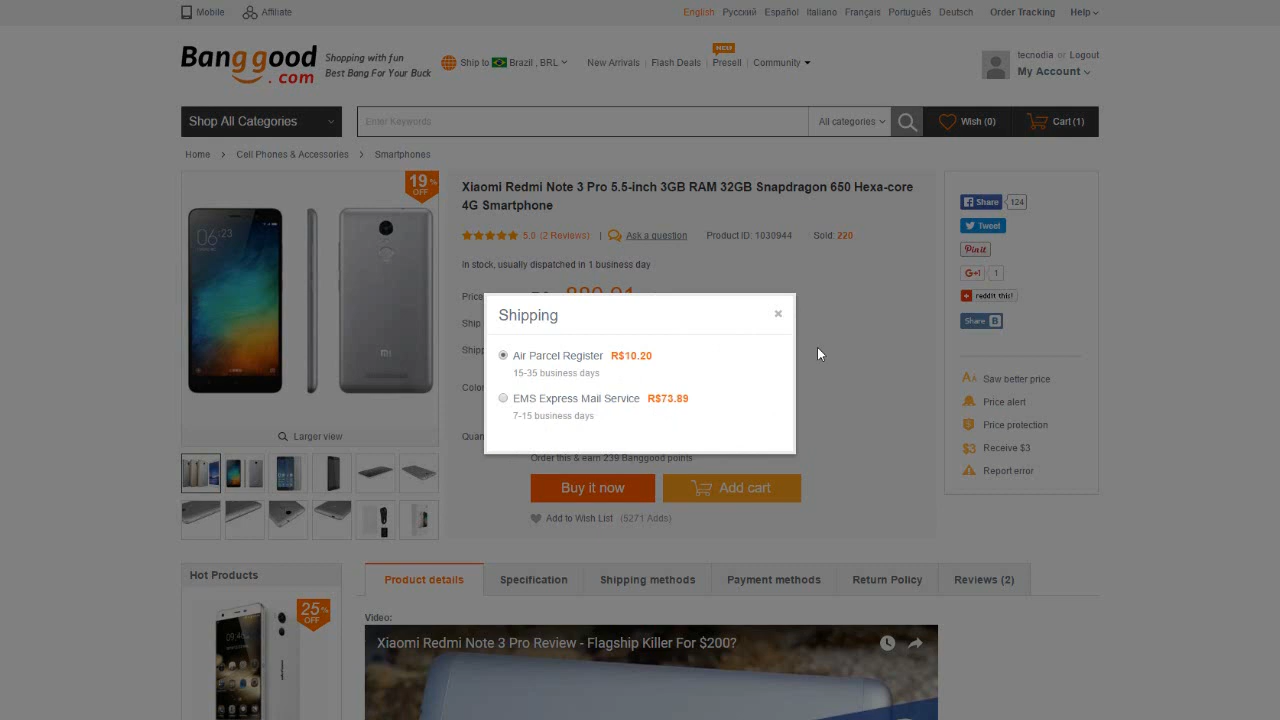 Mobile Affiliate English Русский Español Italiano Français Português Deutsch Order Tracking Help
Banggood.com
Shopping with fun
Best Bang For Your Buck
Ship to Brazil , BRL New Arrivals | Flash Deals | Presell | Community
NEW
tecnodia or Logout
My Account
Shop All Categories Enter Keywords All categories Wish (0) Cart (1)
Home > Cell Phones & Accessories > Smartphones
19% OFF
06:23
mi
Larger view
Xiaomi Redmi Note 3 Pro 5.5-inch 3GB RAM 32GB Snapdragon 650 Hexa-core
4G Smartphone
5.0 (2 Reviews) | Ask a question Product ID: 1030944 Sold: 220
In stock, usually dispatched in 1 business day
Price
Ship
Shipp
Color
Quan
Shipping ×
Air Parcel Register R$10.20
15-35 business days
EMS Express Mail Service R$73.89
7-15 business days
Order this & earn 239 Banggood points
Buy it now Add cart
Add to Wish List (5271 Adds)
Share 124
Tweet
Pin it
G+1 1
reddit this!
Share B
Saw better price
Price alert
Price protection
$3 Receive $3
Report error
Hot Products
25% OFF
Product details Specification Shipping methods Payment methods Return Policy Reviews (2)
Video:
Xiaomi Redmi Note 3 Pro Review - Flagship Killer For $200?